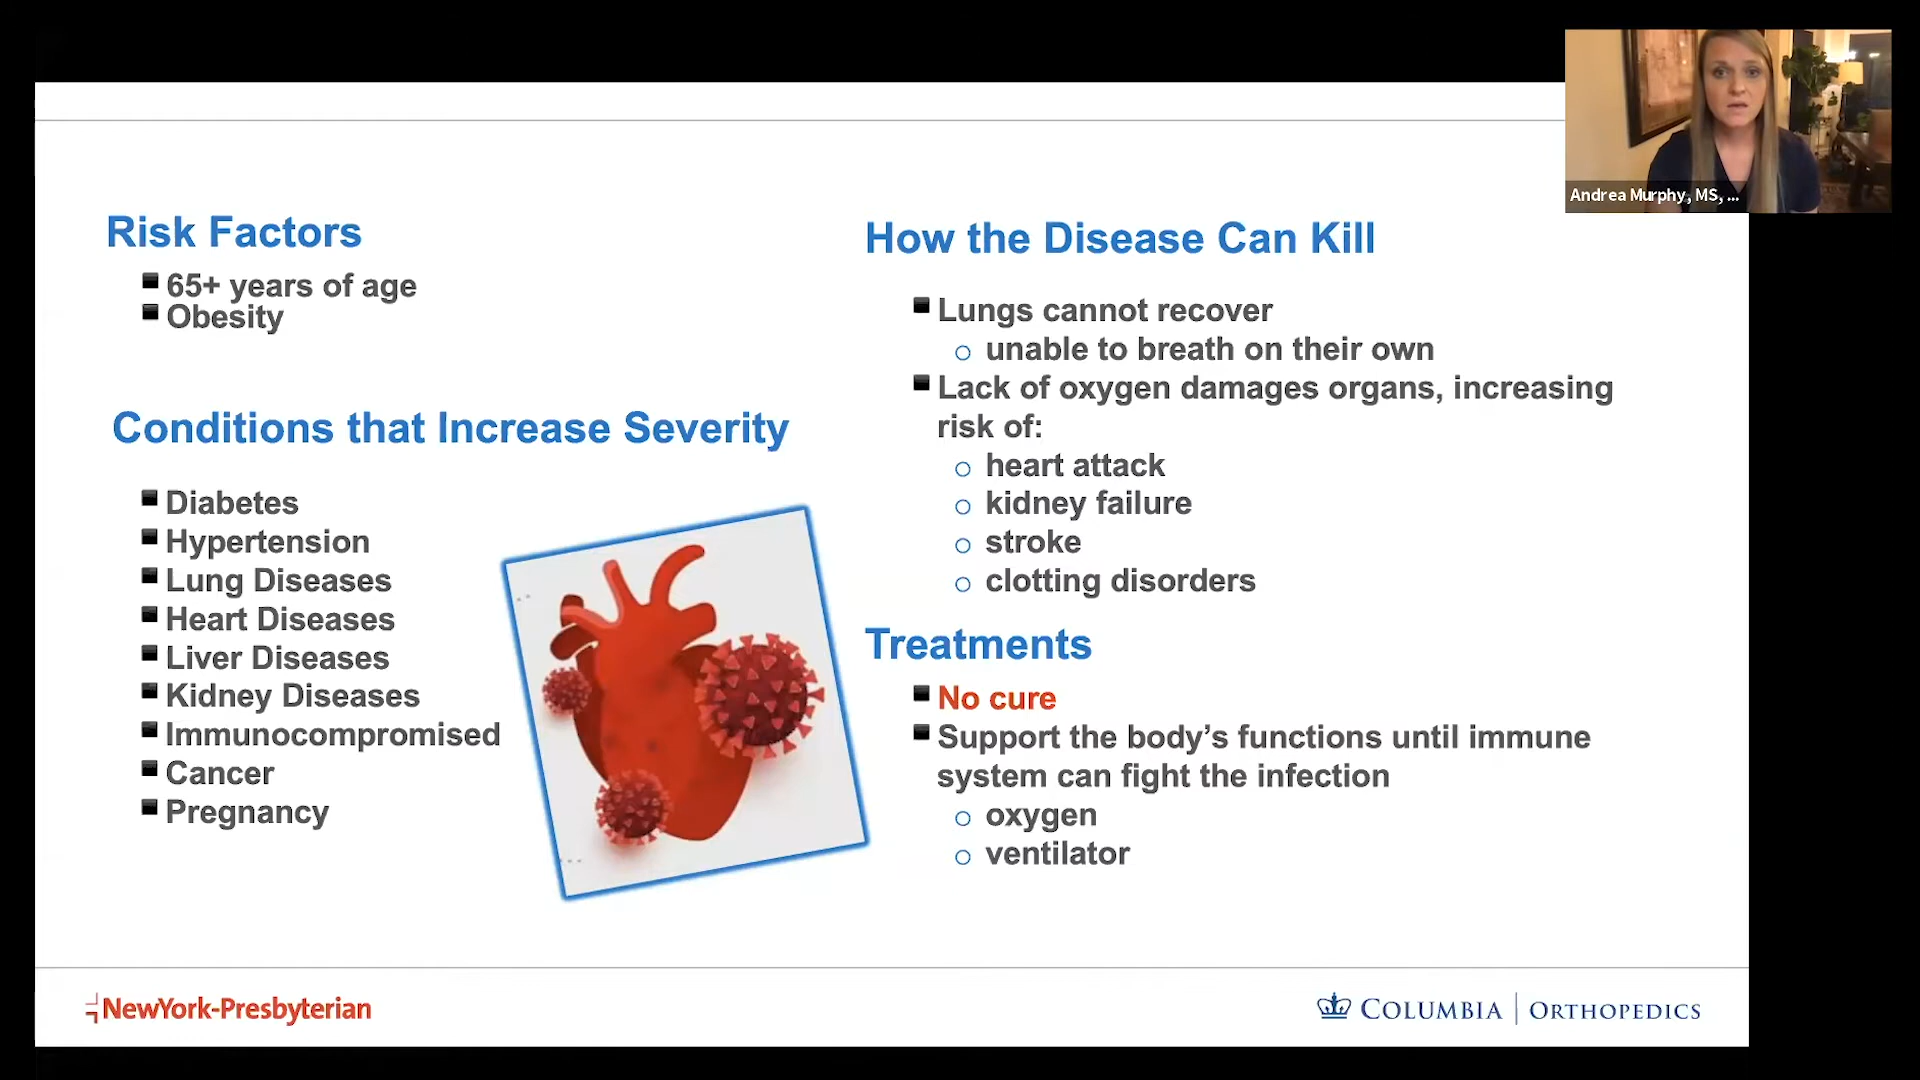 Andrea Murphy, MS, ...
Risk Factors
65+ years of age
Obesity
Conditions that Increase Severity
Diabetes
Hypertension
Lung Diseases
Heart Diseases
Liver Diseases
Kidney Diseases
Immunocompromised
Cancer
Pregnancy
How the Disease Can Kill
Lungs cannot recover
unable to breath on their own
Lack of oxygen damages organs, increasing
risk of:
heart attack
kidney failure
stroke
clotting disorders
Treatments
No cure
Support the body’s functions until immune
system can fight the infection
oxygen
ventilator
NewYork-Presbyterian
COLUMBIA | ORTHOPEDICS